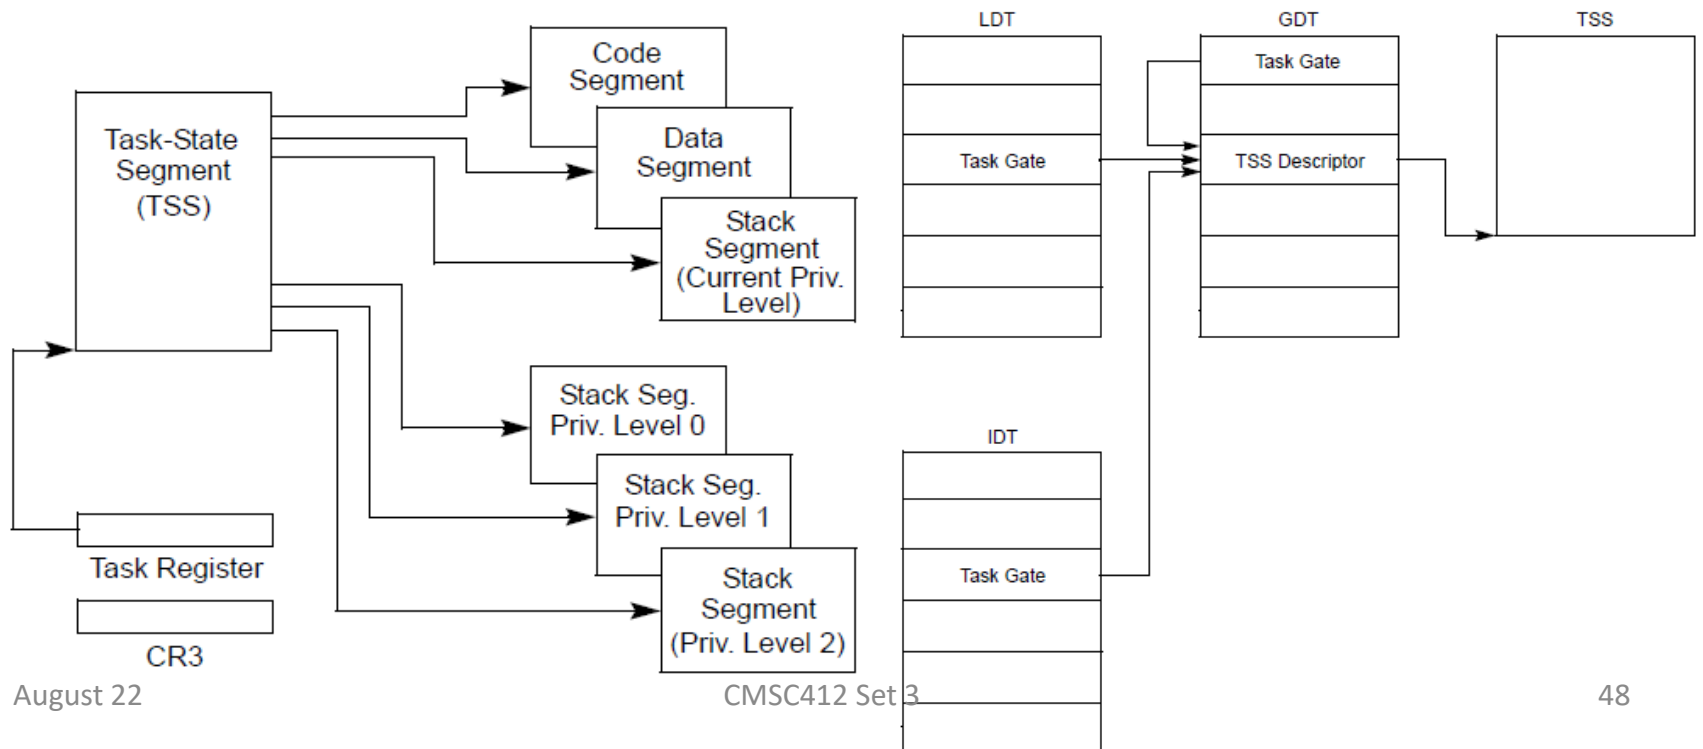 Task-State
Segment
(TSS)
Code
Segment
Data
Segment
Stack
Segment
(Current Priv.
Level)
Stack Seg.
Priv. Level 0
Stack Seg.
Priv. Level 1
Stack
Segment
(Priv. Level 2)
Task Register
CR3
LDT
Task Gate
GDT
Task Gate
TSS Descriptor
TSS
IDT
Task Gate
August 22
CMSC412 Set 3
48